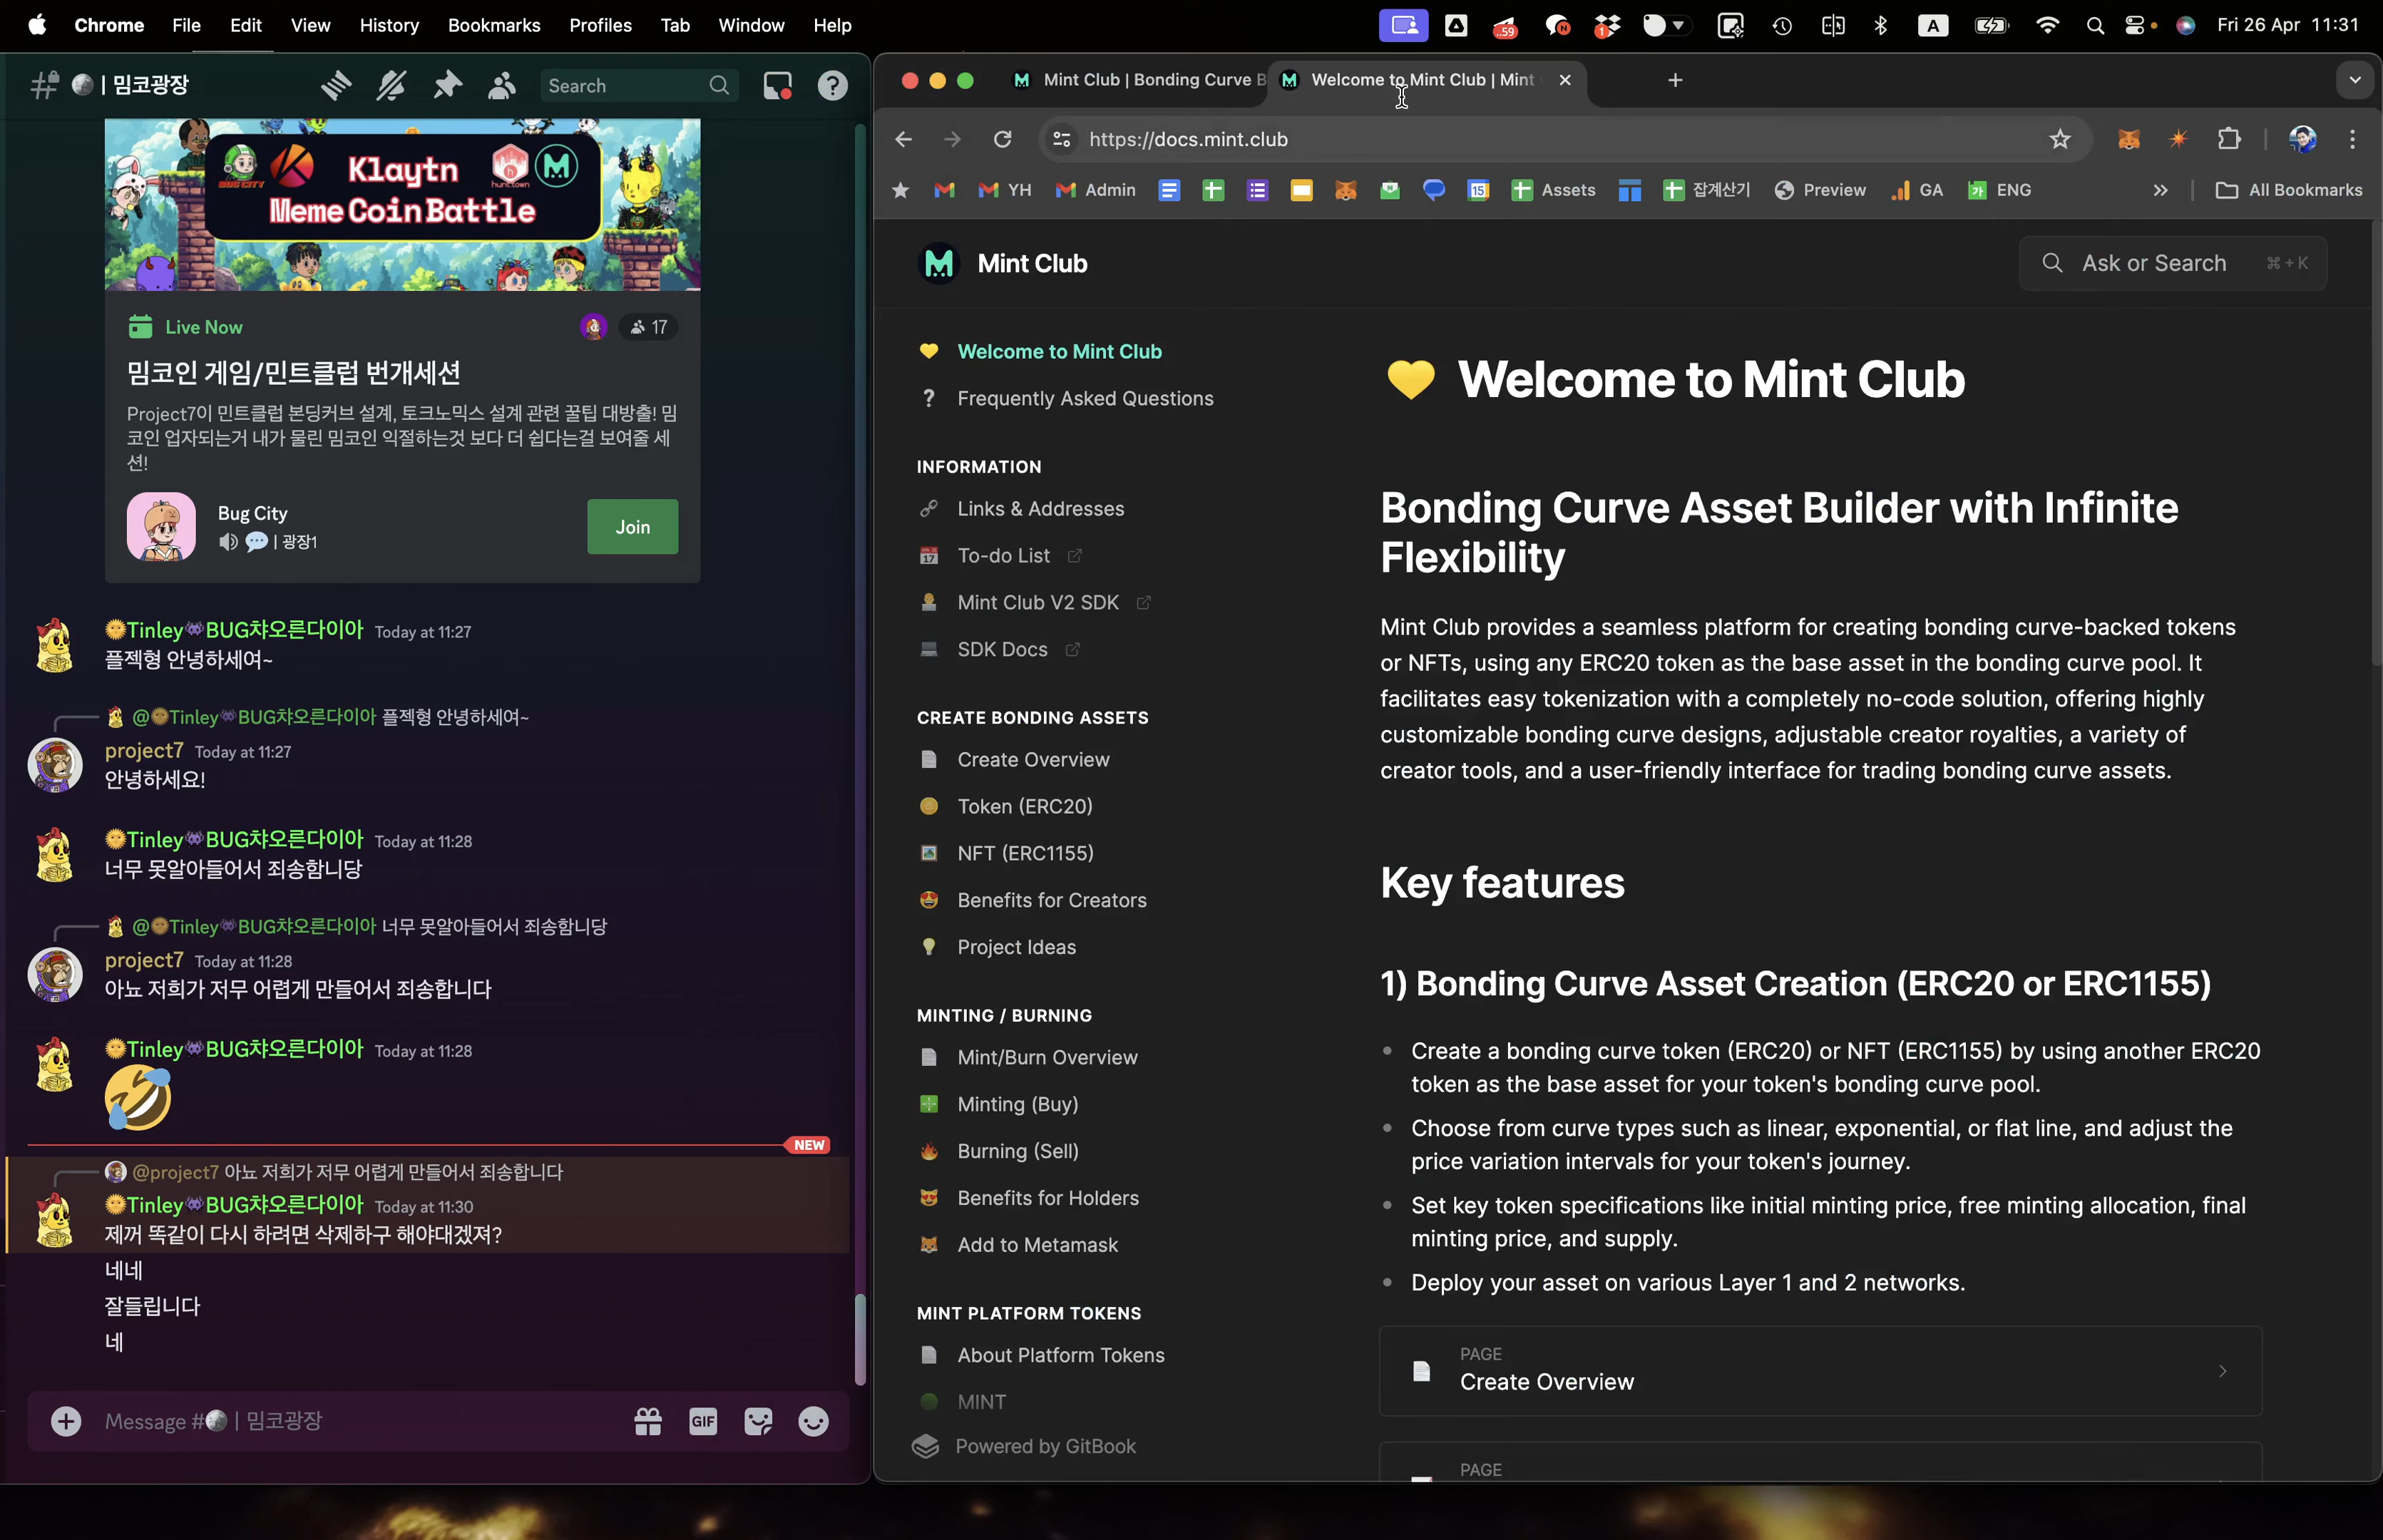 Chrome File Edit View History Bookmarks Profiles Tab Window Help
..59 N 1 A Fri 26 Apr 11:31
| 밈코광장
Search
BUG CITY Klaytn hunt.town M
Meme Coin Battle
Live Now 17
밈코인 게임/민트클럽 번개세션
Project7이 민트클럽 본딩커브 설계, 토크노믹스 설계 관련 꿀팁 대방출! 밈
코인 업자되는거 내가 물린 밈코인 익절하는것 보다 더 쉽다는걸 보여줄 세
션!
Bug City
| 광장1
Join
🌞Tinley👾BUG챠오른다이아 Today at 11:27
플젝형 안녕하세여~
@🌞Tinley👾BUG챠오른다이아 플젝형 안녕하세여~
project7 Today at 11:27
안녕하세요!
🌞Tinley👾BUG챠오른다이아 Today at 11:28
너무 못알아들어서 죄송함니당
@🌞Tinley👾BUG챠오른다이아 너무 못알아들어서 죄송함니당
project7 Today at 11:28
아뇨 저희가 저무 어렵게 만들어서 죄송합니다
🌞Tinley👾BUG챠오른다이아 Today at 11:28
🤣
NEW
@project7 아뇨 저희가 저무 어렵게 만들어서 죄송합니다
🌞Tinley👾BUG챠오른다이아 Today at 11:30
제꺼 똑같이 다시 하려면 삭제하구 해야대겠져?
네네
잘들립니다
네
Message # | 밈코광장
GIF
Mint Club | Bonding Curve B
Welcome to Mint Club | Mint
https://docs.mint.club
YH Admin 15 Assets 잡계산기 Preview GA 가 ENG All Bookmarks
Mint Club
Ask or Search ⌘+K
💛 Welcome to Mint Club
? Frequently Asked Questions
INFORMATION
Links & Addresses
To-do List
Mint Club V2 SDK
SDK Docs
CREATE BONDING ASSETS
Create Overview
Token (ERC20)
NFT (ERC1155)
Benefits for Creators
Project Ideas
MINTING / BURNING
Mint/Burn Overview
Minting (Buy)
Burning (Sell)
Benefits for Holders
Add to Metamask
MINT PLATFORM TOKENS
About Platform Tokens
MINT
Powered by GitBook
💛 Welcome to Mint Club
Bonding Curve Asset Builder with Infinite
Flexibility
Mint Club provides a seamless platform for creating bonding curve-backed tokens
or NFTs, using any ERC20 token as the base asset in the bonding curve pool. It
facilitates easy tokenization with a completely no-code solution, offering highly
customizable bonding curve designs, adjustable creator royalties, a variety of
creator tools, and a user-friendly interface for trading bonding curve assets.
Key features
1) Bonding Curve Asset Creation (ERC20 or ERC1155)
• Create a bonding curve token (ERC20) or NFT (ERC1155) by using another ERC20
token as the base asset for your token's bonding curve pool.
• Choose from curve types such as linear, exponential, or flat line, and adjust the
price variation intervals for your token's journey.
• Set key token specifications like initial minting price, free minting allocation, final
minting price, and supply.
• Deploy your asset on various Layer 1 and 2 networks.
PAGE
Create Overview
PAGE